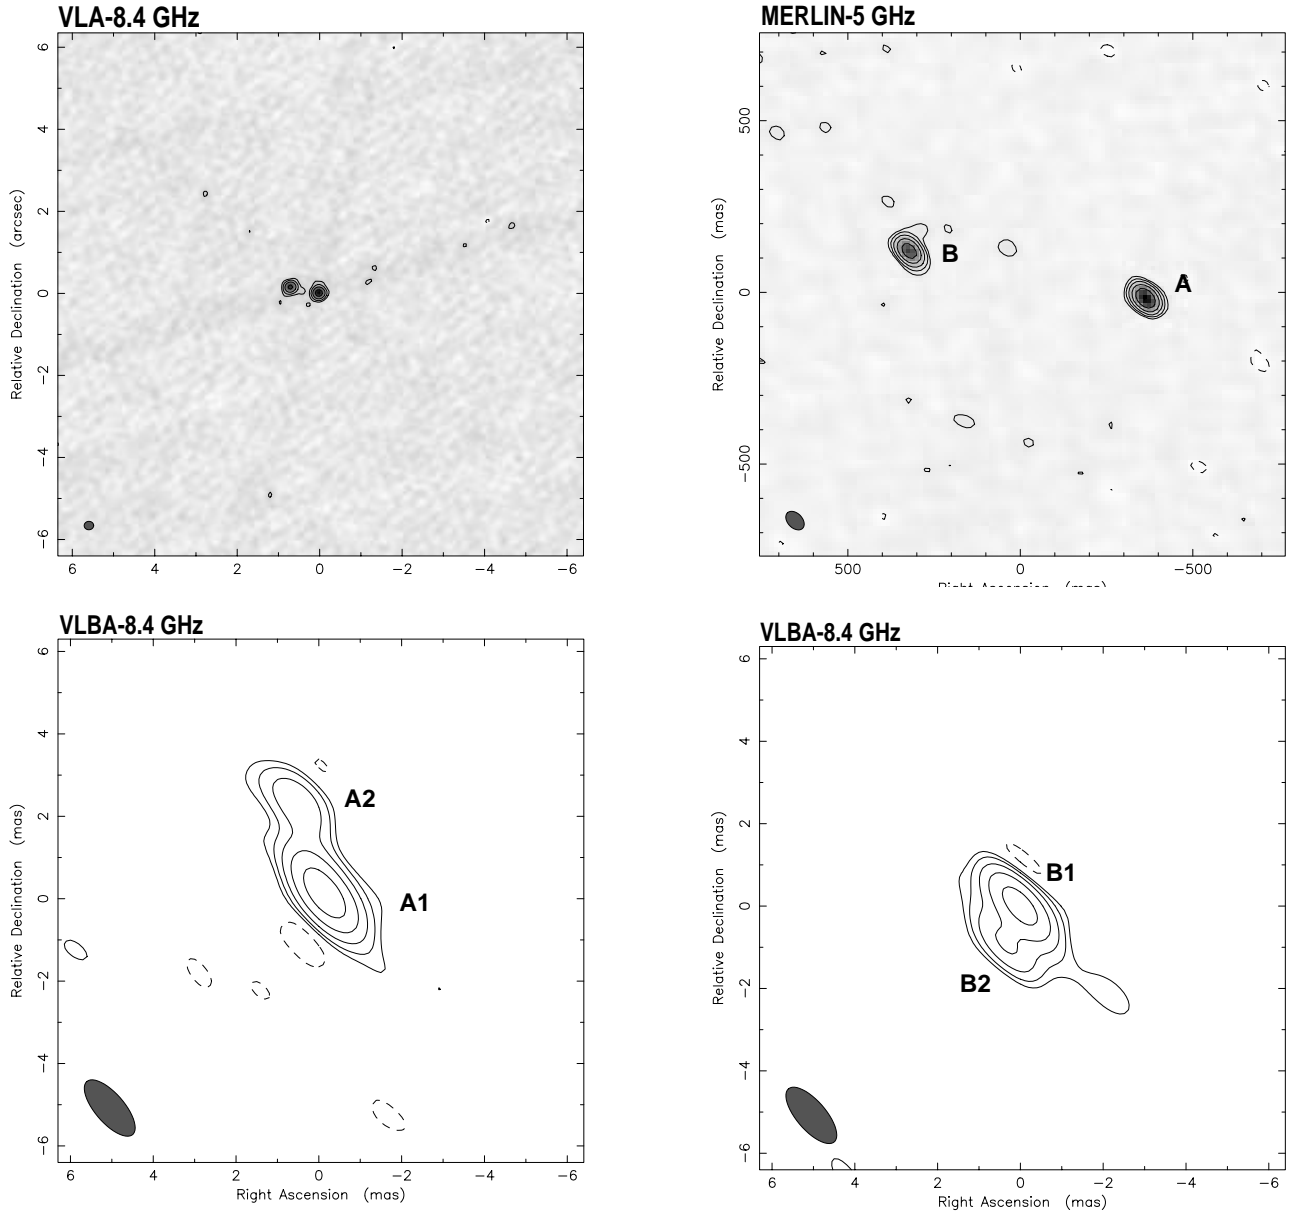 VLA-8.4 GHz
MERLIN-5 GHz
Relative Declination (arcsec)
6
4
2
0
−2
−4
−6
6 4 2 0 −2 −4 −6
Relative Declination (mas)
500
0
−500
500 0 −500
Right Ascension (mas)
B
A
VLBA-8.4 GHz
VLBA-8.4 GHz
Relative Declination (mas)
6
4
2
0
−2
−4
−6
6 4 2 0 −2 −4 −6
Right Ascension (mas)
A2
A1
Relative Declination (mas)
6
4
2
0
−2
−4
−6
6 4 2 0 −2 −4 −6
Right Ascension (mas)
B1
B2